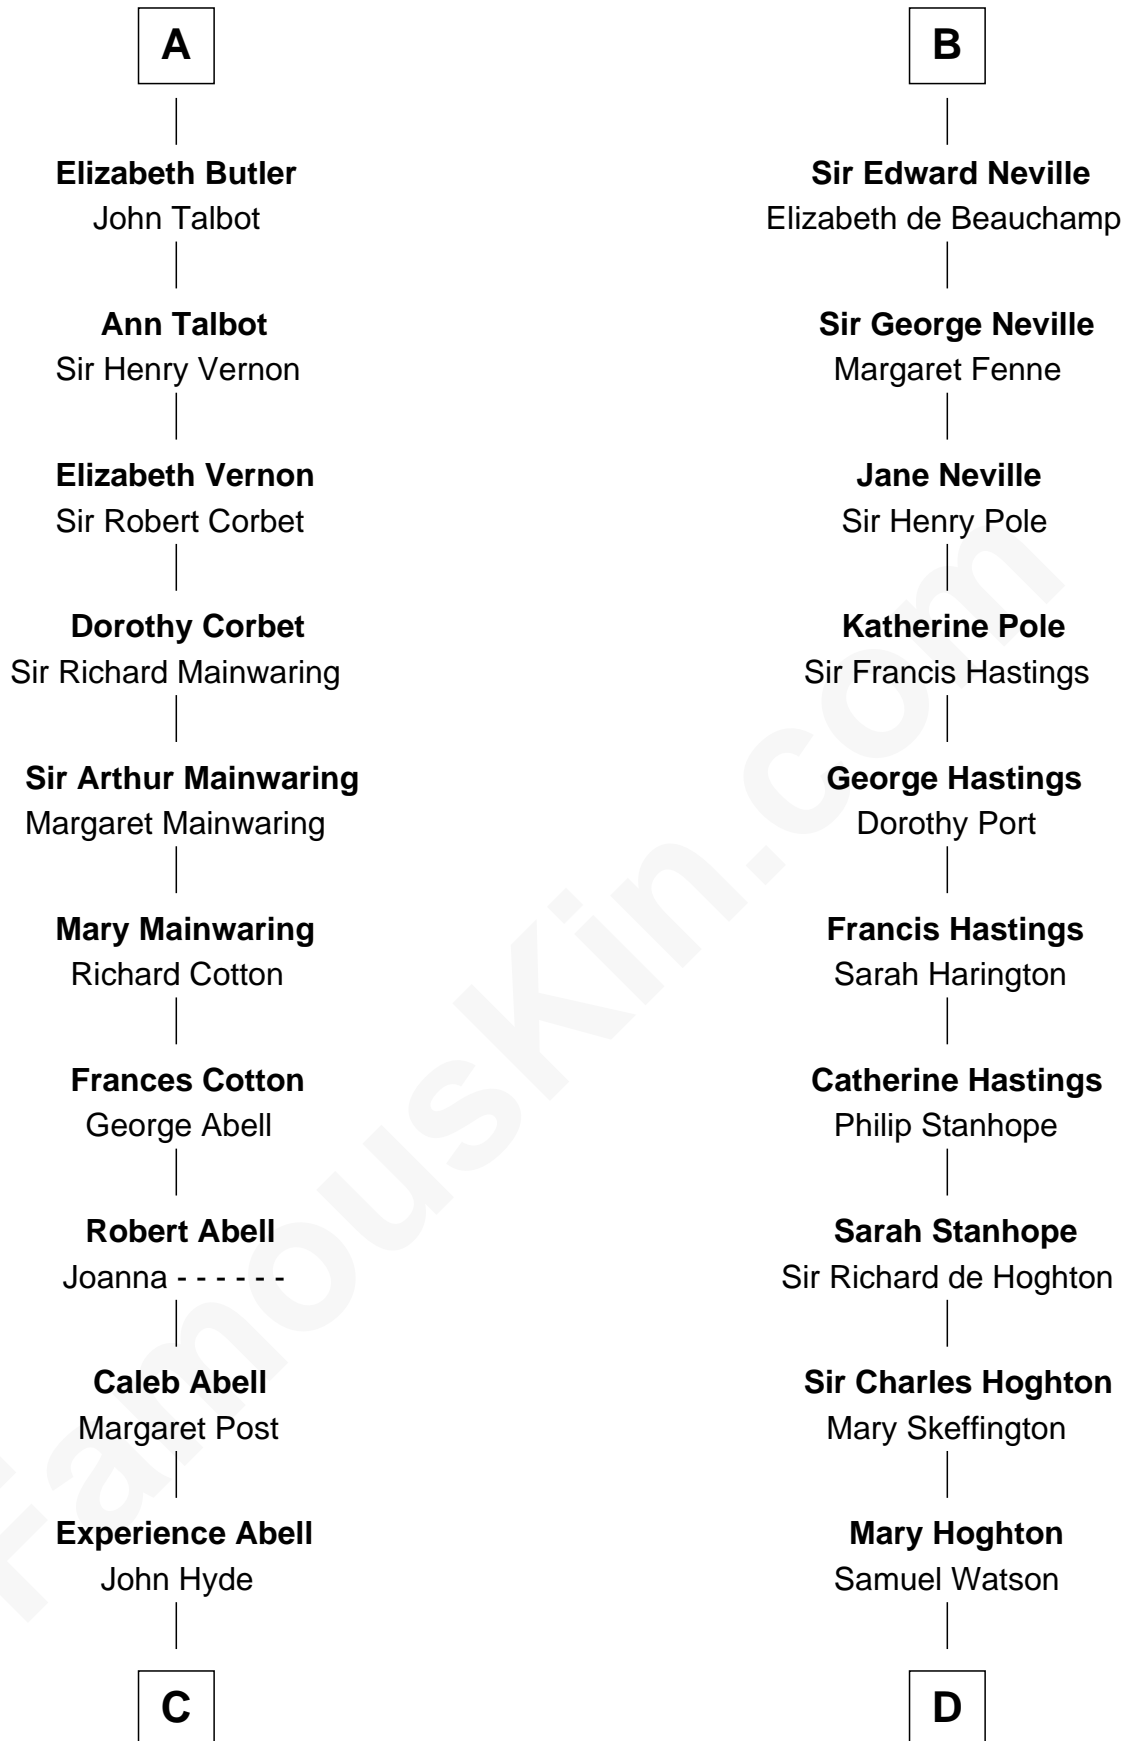 A
Elizabeth Butler
John Talbot
Ann Talbot
Sir Henry Vernon
Elizabeth Vernon
Sir Robert Corbet
Dorothy Corbet
Sir Richard Mainwaring
Sir Arthur Mainwaring
Margaret Mainwaring
Mary Mainwaring
Richard Cotton
Frances Cotton
George Abell
Robert Abell
Joanna - - - - - -
Caleb Abell
Margaret Post
Experience Abell
John Hyde
C
B
Sir Edward Neville
Elizabeth de Beauchamp
Sir George Neville
Margaret Fenne
Jane Neville
Sir Henry Pole
Katherine Pole
Sir Francis Hastings
George Hastings
Dorothy Port
Francis Hastings
Sarah Harington
Catherine Hastings
Philip Stanhope
Sarah Stanhope
Sir Richard de Hoghton
Sir Charles Hoghton
Mary Skeffington
Mary Hoghton
Samuel Watson
D
FamousKin.com